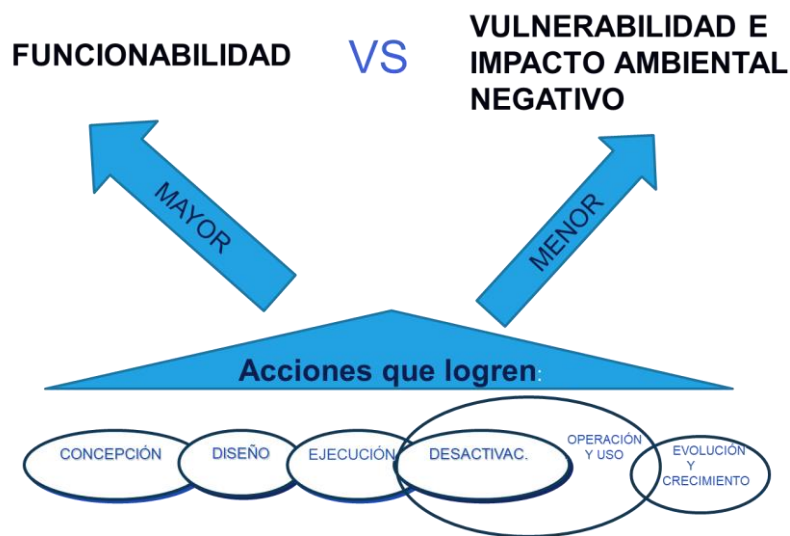 FUNCIONABILIDAD
VS
VULNERABILIDAD E
IMPACTO AMBIENTAL
NEGATIVO
MAYOR
MENOR
Acciones que logren:
CONCEPCIÓN
DISEÑO
EJECUCIÓN
DESACTIVAC.
OPERACIÓN
Y USO
EVOLUCIÓN
Y
CRECIMIENTO